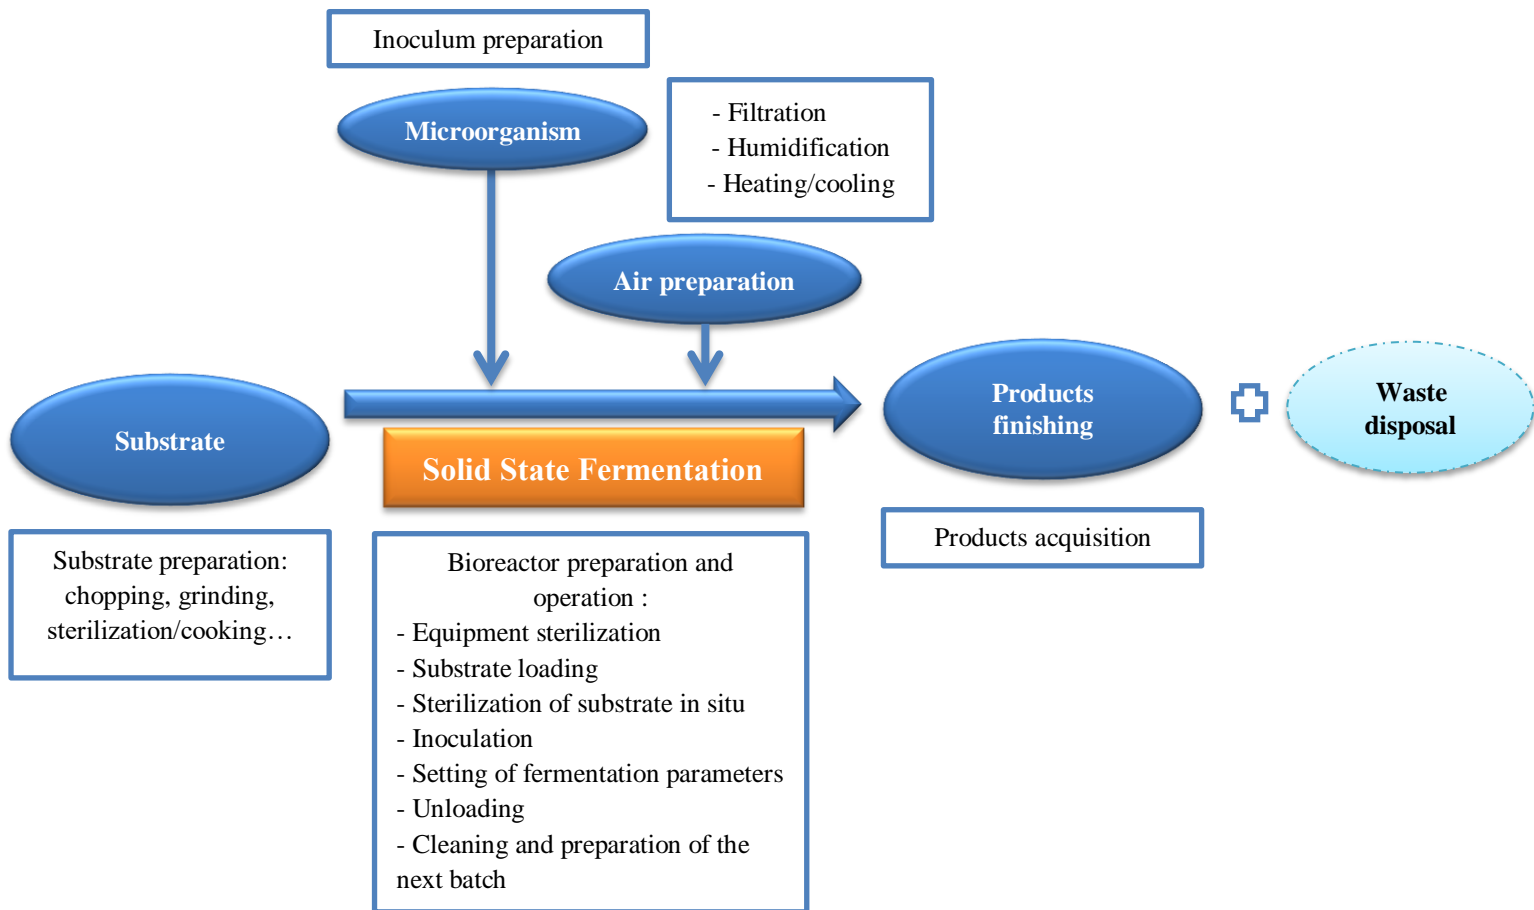 Inoculum preparation
Microorganism
- Filtration
- Humidification
- Heating/cooling
Air preparation
Substrate
Solid State Fermentation
Products
finishing
Waste
disposal
Substrate preparation:
chopping, grinding,
sterilization/cooking…
Bioreactor preparation and
operation :
- Equipment sterilization
- Substrate loading
- Sterilization of substrate in situ
- Inoculation
- Setting of fermentation parameters
- Unloading
- Cleaning and preparation of the
next batch
Products acquisition